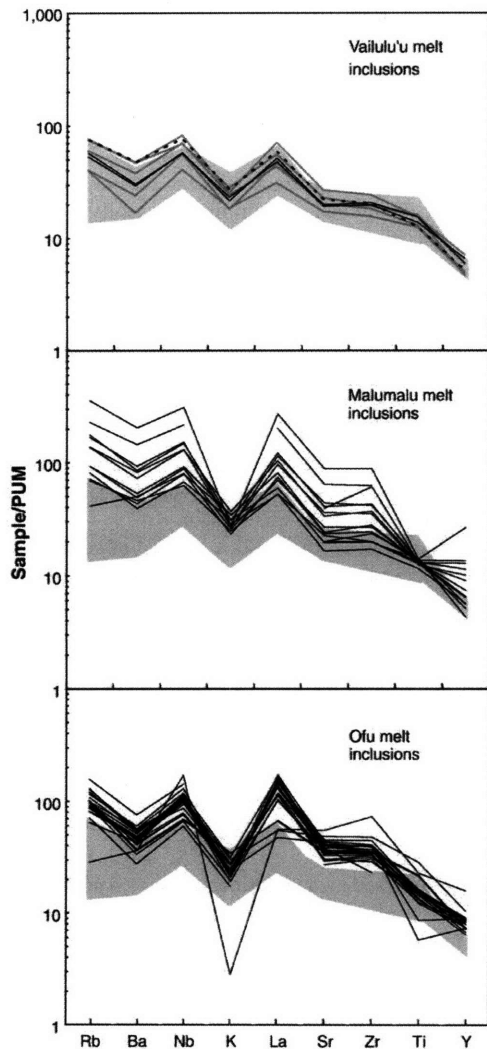 1,000
Vailulu'u melt
inclusions
100
10
1
Malumalu melt
inclusions
100
10
1
Sample/PUM
Ofu melt
inclusions
100
10
1
Rb Ba Nb K La Sr Zr Ti Y